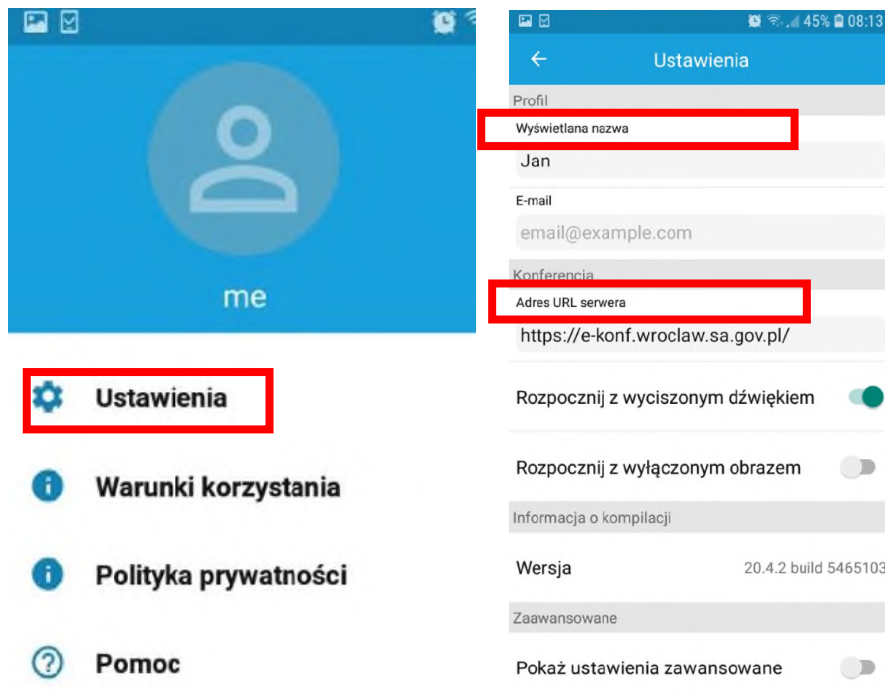 me
Ustawienia
Warunki korzystania
Polityka prywatności
Pomoc
45% 08:13
Ustawienia
Profil
Wyświetlana nazwa
Jan
E-mail
email@example.com
Konferencja
Adres URL serwera
https://e-konf.wroclaw.sa.gov.pl/
Rozpocznij z wyciszonym dźwiękiem
Rozpocznij z wyłączonym obrazem
Informacja o kompilacji
Wersja 20.4.2 build 5465103
Zaawansowane
Pokaż ustawienia zawansowane